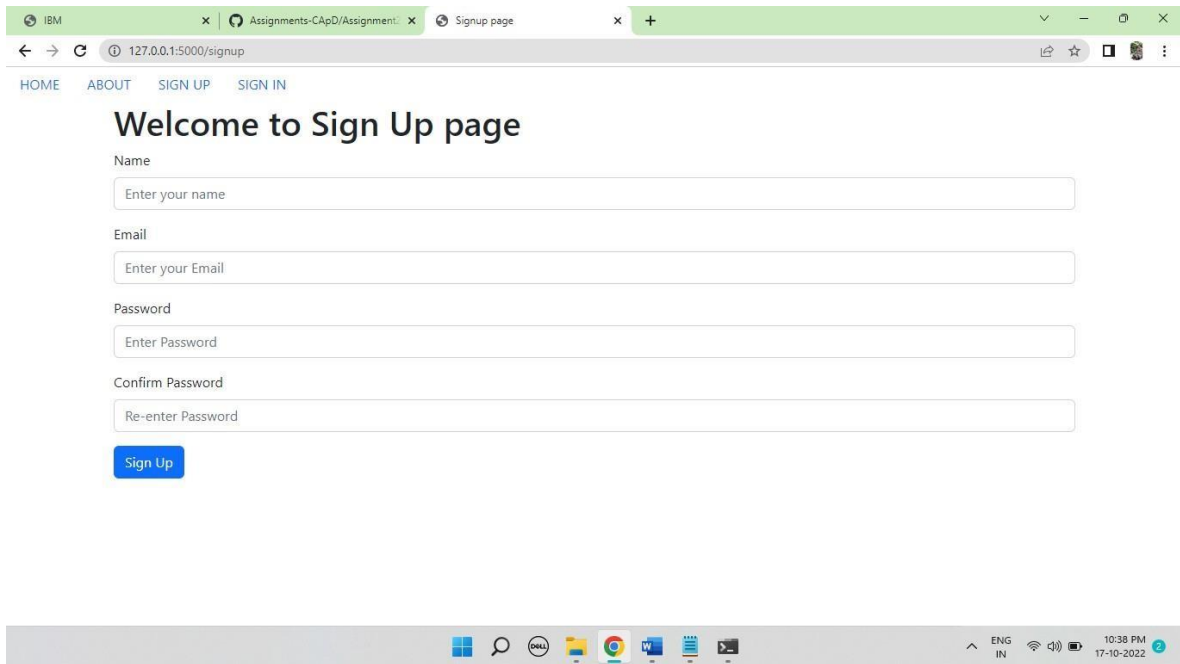 IBM
Assignments-CApD/Assignment
Signup page
127.0.0.1:5000/signup
HOME ABOUT SIGN UP SIGN IN
Welcome to Sign Up page
Name
Enter your name
Email
Enter your Email
Password
Enter Password
Confirm Password
Re-enter Password
Sign Up
DELL
W
ENG
IN
10:38 PM
17-10-2022
2